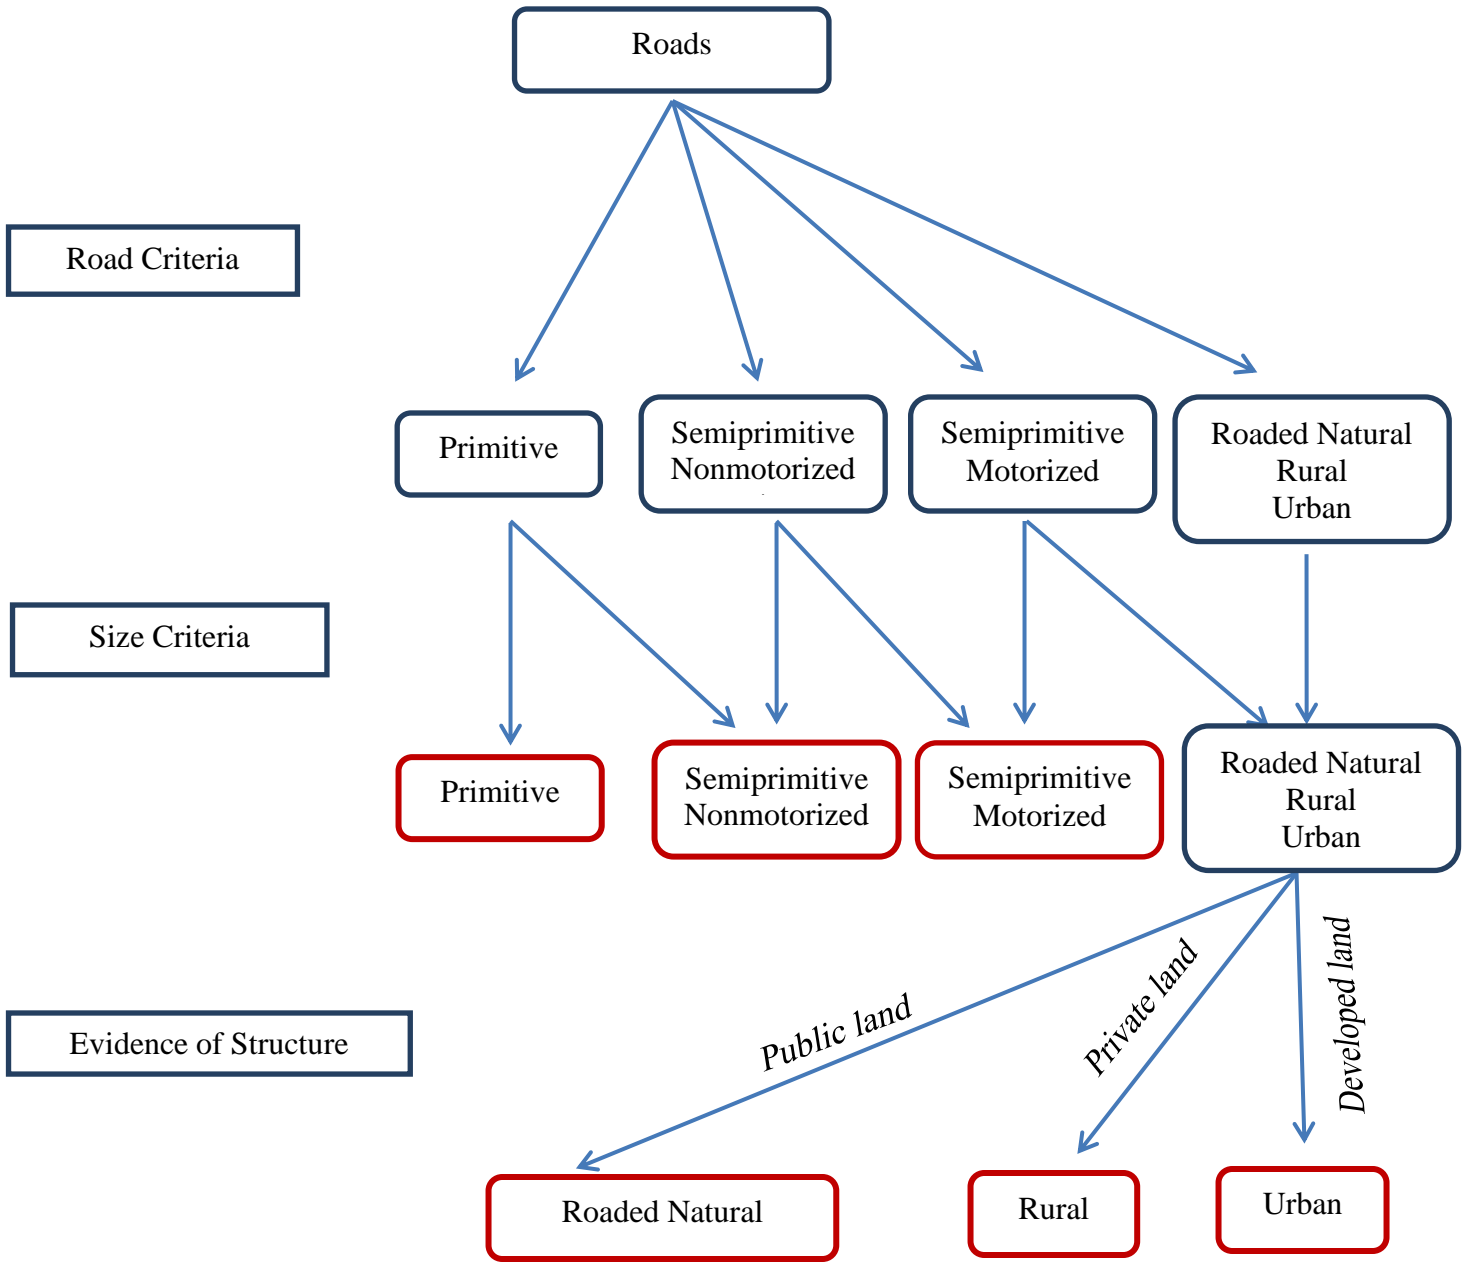 Roads
Road Criteria
Primitive
Semiprimitive
Nonmotorized
Semiprimitive
Motorized
Roaded Natural
Rural
Urban
Size Criteria
Primitive
Semiprimitive
Nonmotorized
Semiprimitive
Motorized
Roaded Natural
Rural
Urban
Evidence of Structure
Public land
Private land
Developed land
Roaded Natural
Rural
Urban